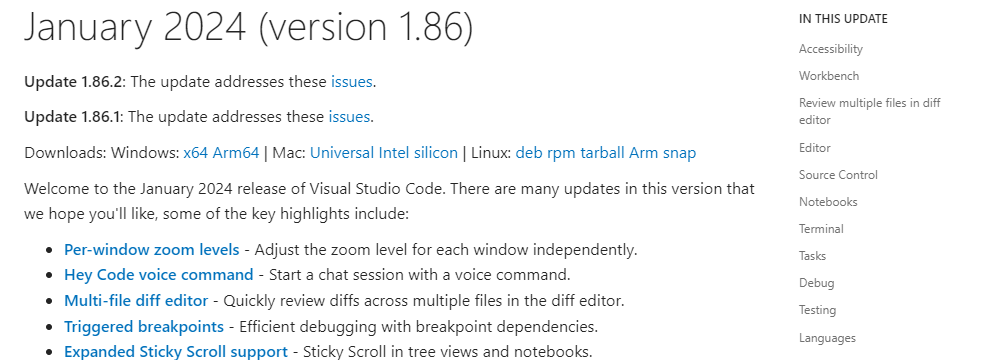 January 2024 (version 1.86)
Update 1.86.2: The update addresses these issues.
Update 1.86.1: The update addresses these issues.
Downloads: Windows: x64 Arm64 | Mac: Universal Intel silicon | Linux: deb rpm tarball Arm snap
Welcome to the January 2024 release of Visual Studio Code. There are many updates in this version that
we hope you'll like, some of the key highlights include:
• Per-window zoom levels - Adjust the zoom level for each window independently.
• Hey Code voice command - Start a chat session with a voice command.
• Multi-file diff editor - Quickly review diffs across multiple files in the diff editor.
• Triggered breakpoints - Efficient debugging with breakpoint dependencies.
• Expanded Sticky Scroll support - Sticky Scroll in tree views and notebooks.
IN THIS UPDATE
Accessibility
Workbench
Review multiple files in diff
editor
Editor
Source Control
Notebooks
Terminal
Tasks
Debug
Testing
Languages